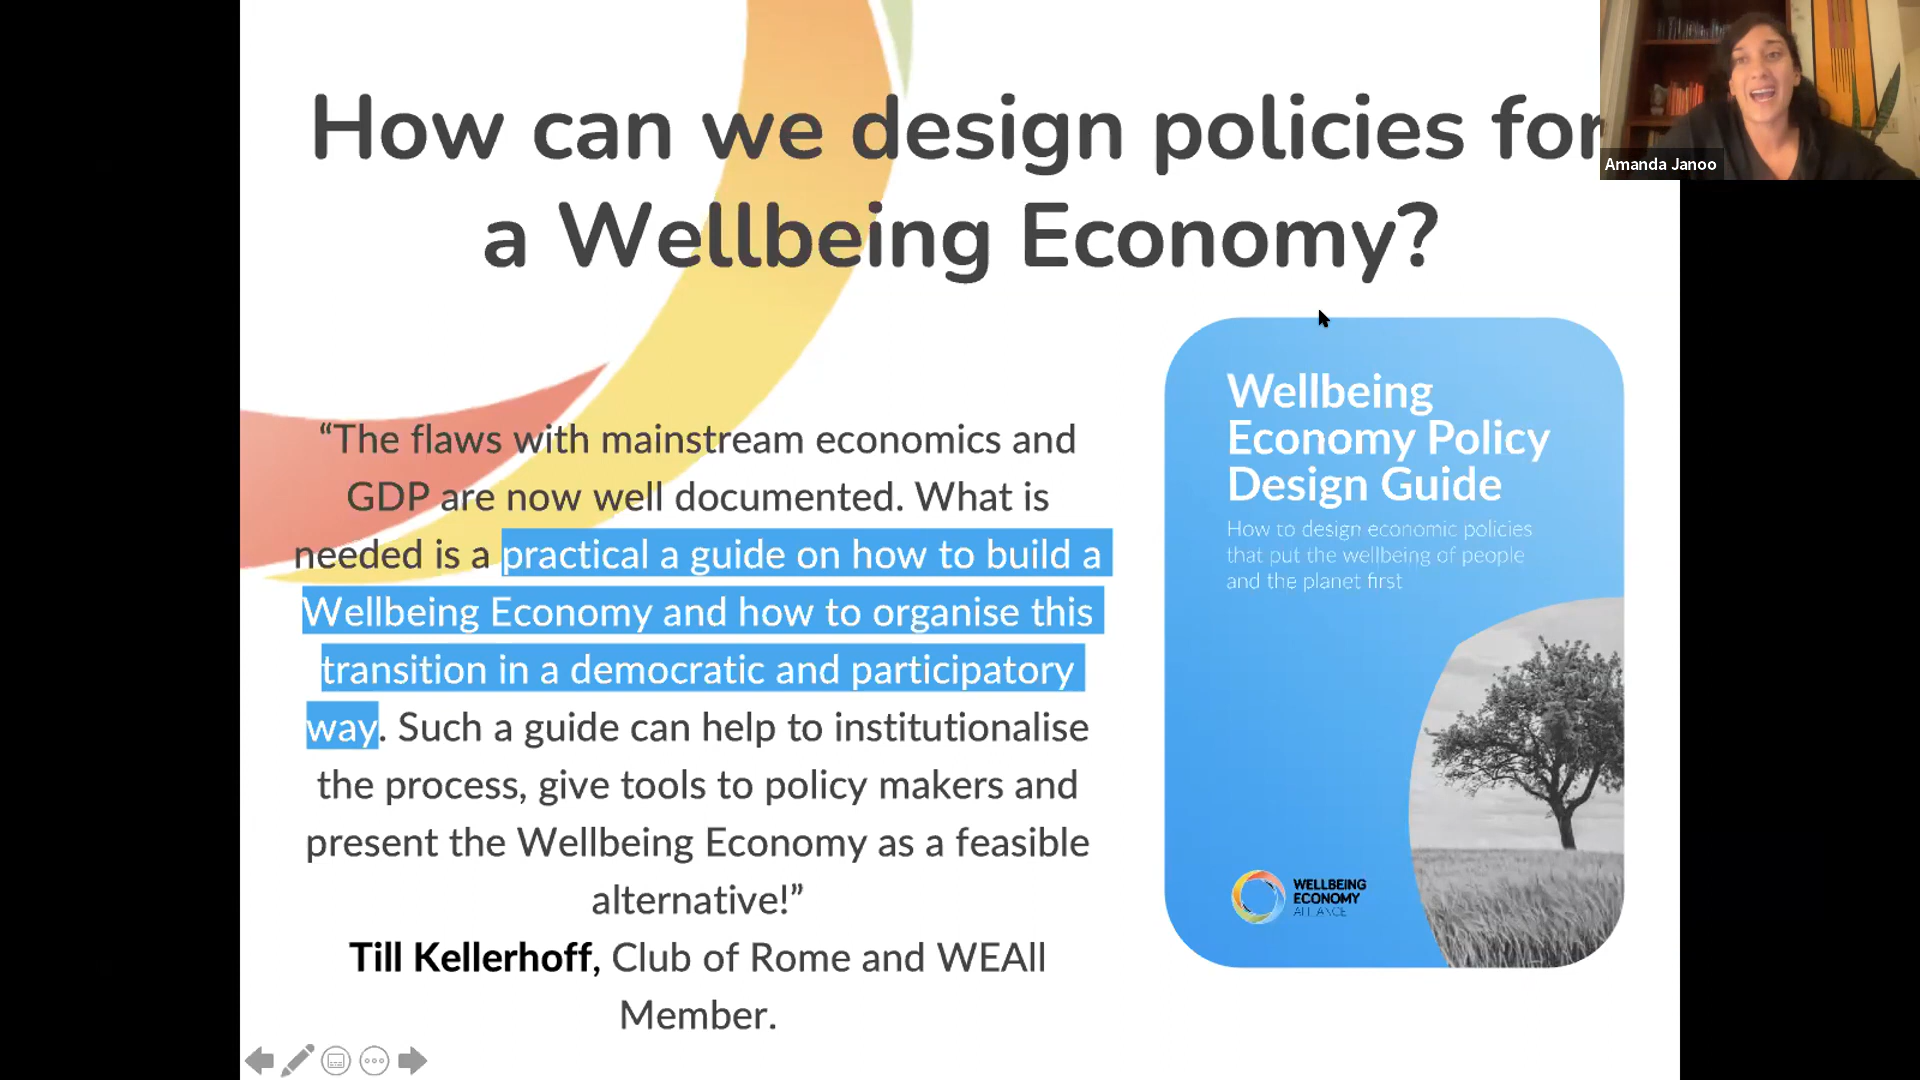 How can we design policies for
a Wellbeing Economy?
Amanda Janoo
“The flaws with mainstream economics and
GDP are now well documented. What is
needed is a practical a guide on how to build a
Wellbeing Economy and how to organise this
transition in a democratic and participatory
way. Such a guide can help to institutionalise
the process, give tools to policy makers and
present the Wellbeing Economy as a feasible
alternative!”
Till Kellerhoff, Club of Rome and WEAll
Member.
Wellbeing
Economy Policy
Design Guide
How to design economic policies
that put the wellbeing of people
and the planet first
WELLBEING
ECONOMY
ALLIANCE